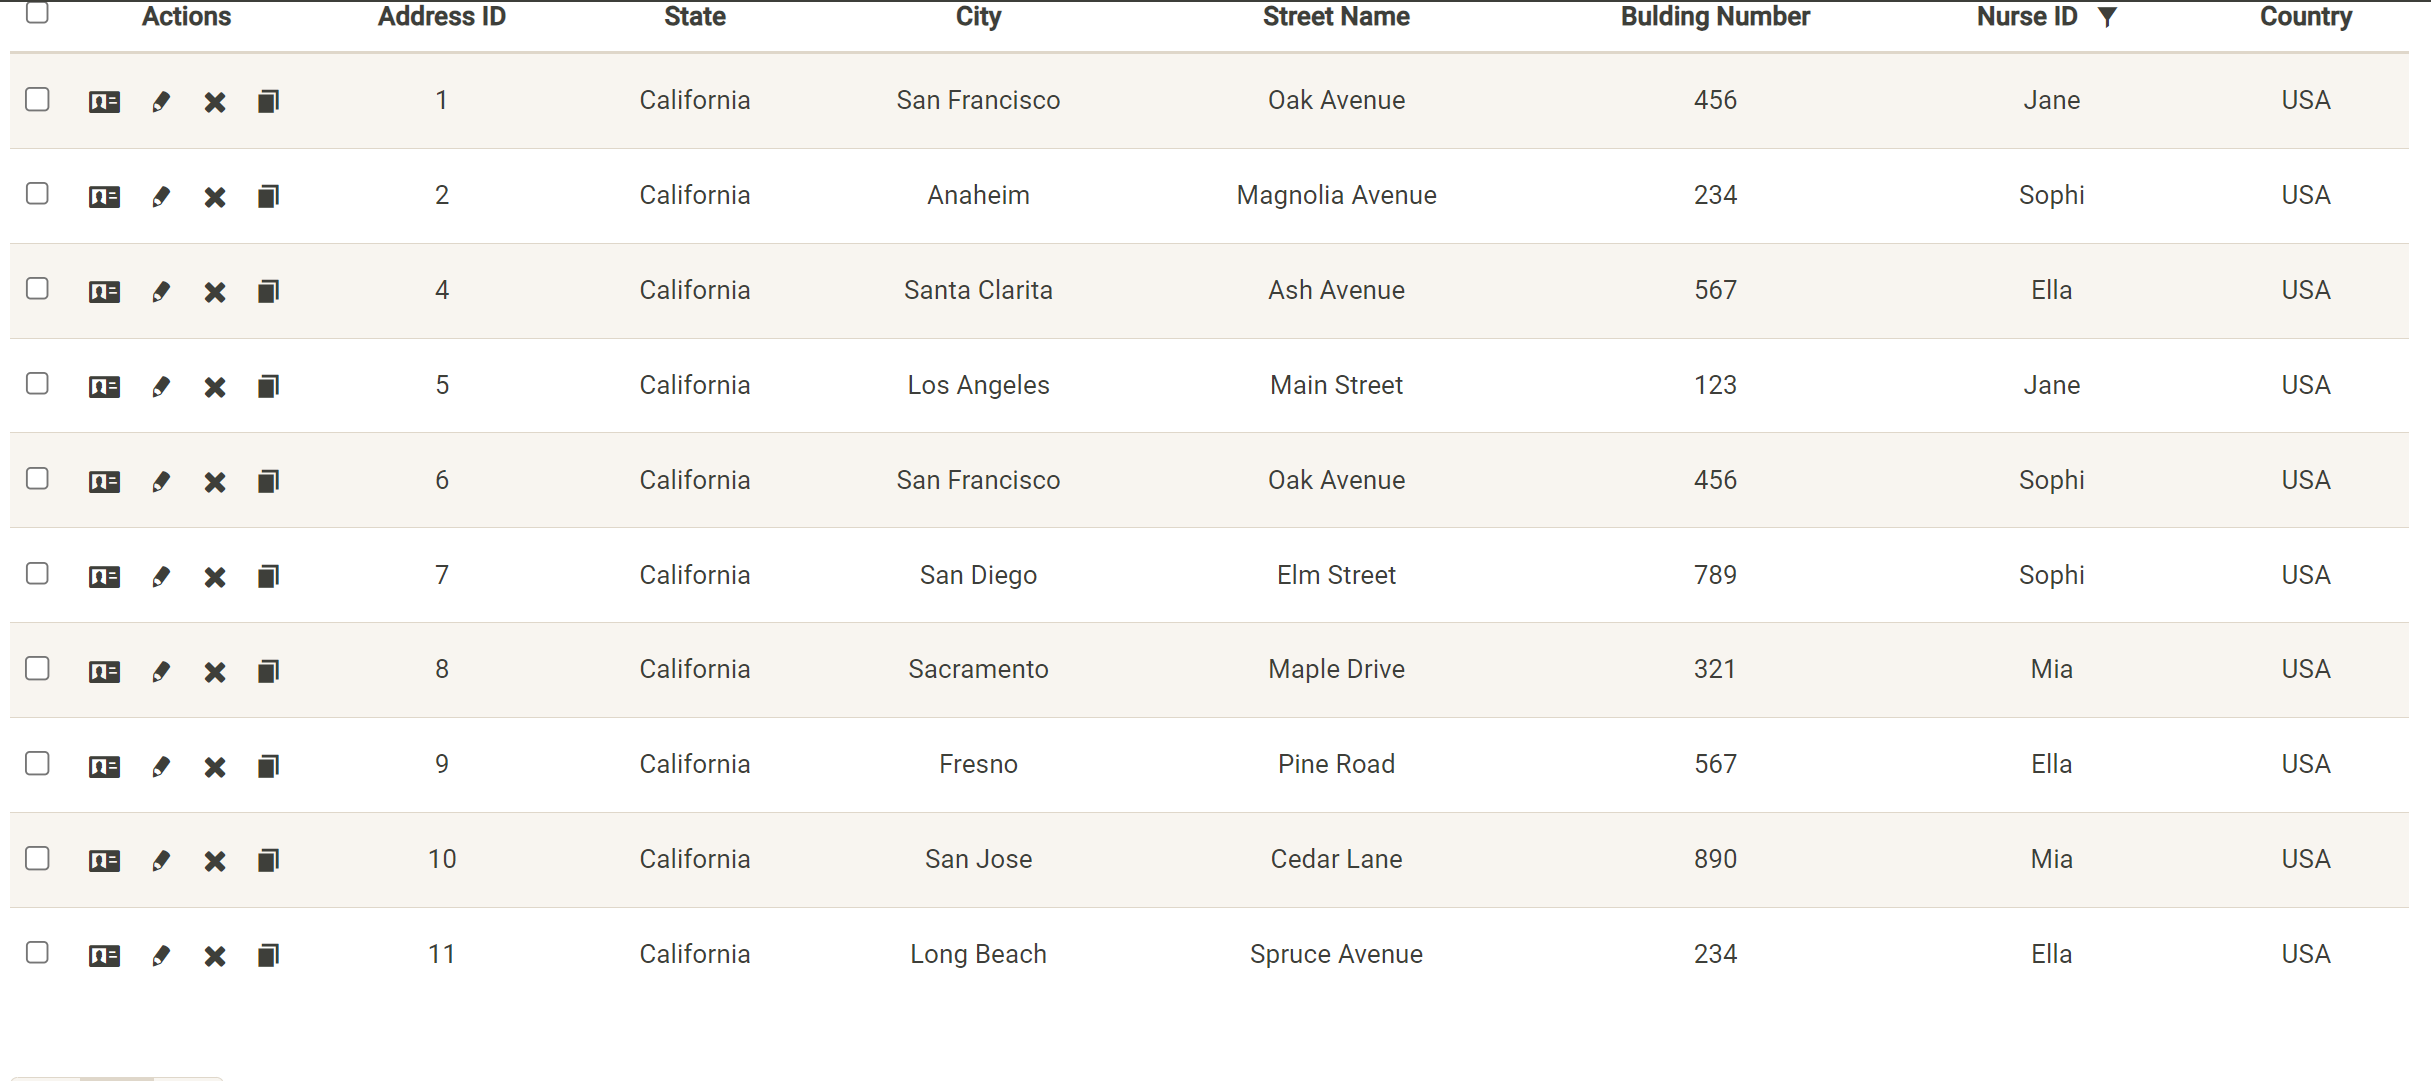 Actions Address ID State City Street Name Bulding Number Nurse ID Country
1 California San Francisco Oak Avenue 456 Jane USA
2 California Anaheim Magnolia Avenue 234 Sophi USA
4 California Santa Clarita Ash Avenue 567 Ella USA
5 California Los Angeles Main Street 123 Jane USA
6 California San Francisco Oak Avenue 456 Sophi USA
7 California San Diego Elm Street 789 Sophi USA
8 California Sacramento Maple Drive 321 Mia USA
9 California Fresno Pine Road 567 Ella USA
10 California San Jose Cedar Lane 890 Mia USA
11 California Long Beach Spruce Avenue 234 Ella USA